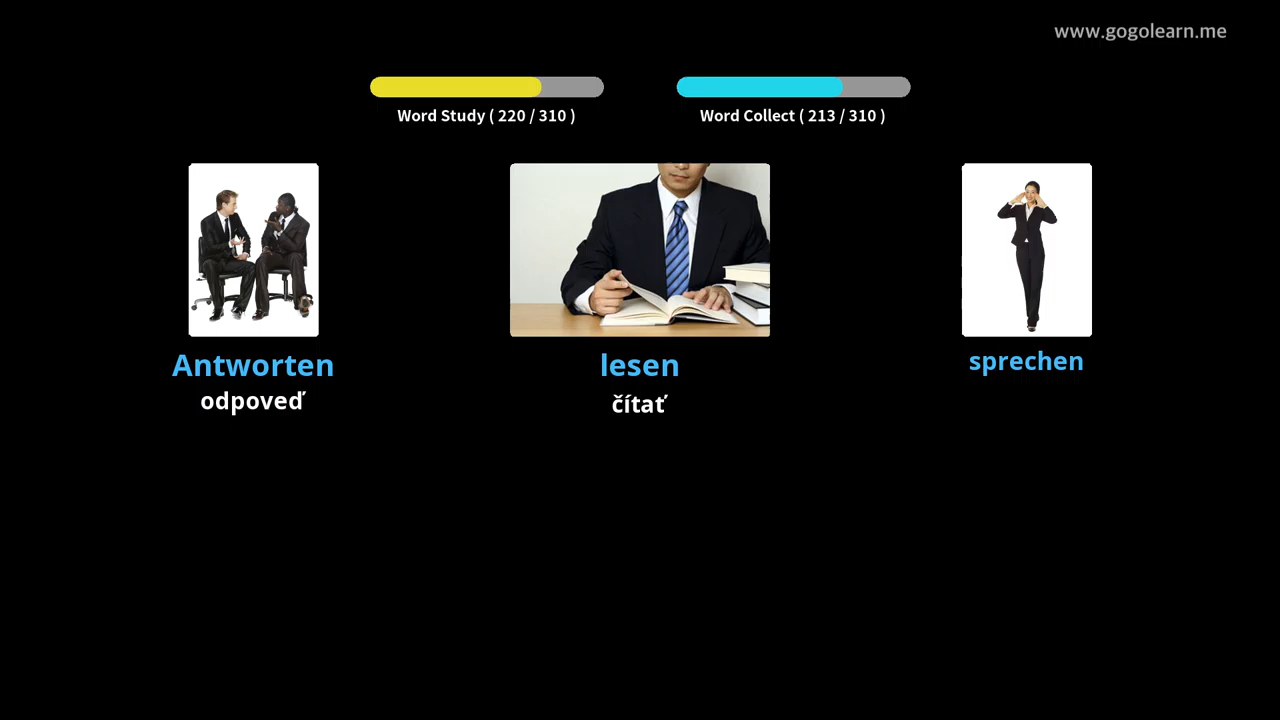 www.gogolearn.me
Word Study ( 220 / 310 )
Word Collect ( 213 / 310 )
Antworten
odpoveď
lesen
čítať
sprechen